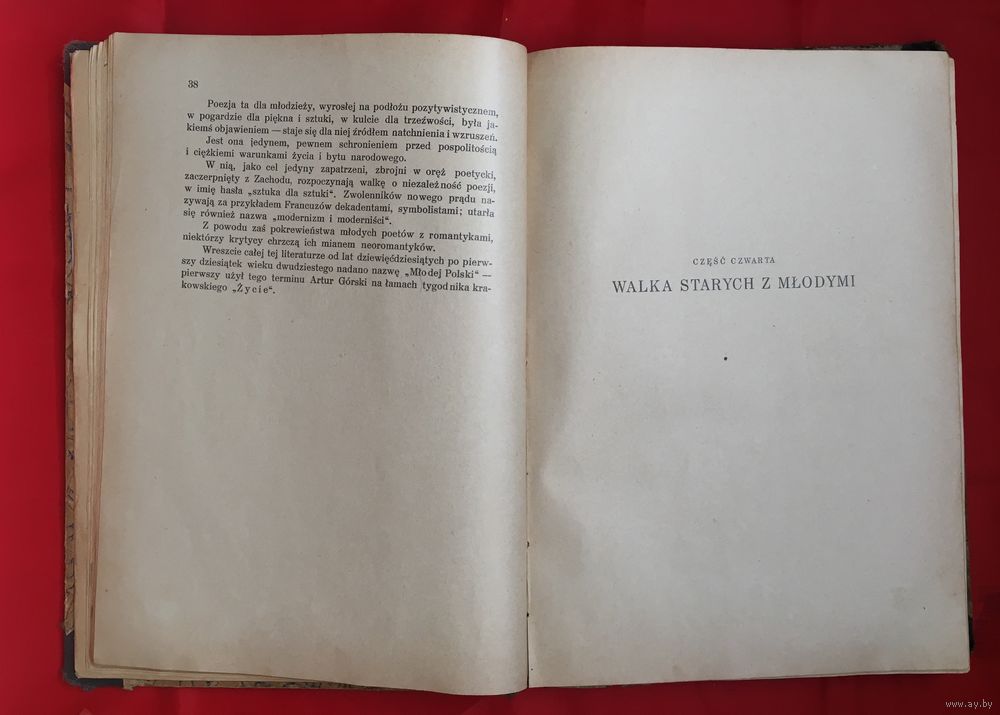 38
Poezja ta dla młodzieży, wyrosłej na podłożu pozytywistycznem,
w pogardzie dla piękna i sztuki, w kulcie dla trzeźwości, była ja-
kiemś objawieniem — staje się dla niej źródłem natchnienia i wzruszeń.
Jest ona jedynem, pewnem schronieniem przed pospolitością
i ciężkiemi warunkami życia i bytu narodowego.
W nią, jako cel jedyny zapatrzeni, zbrojni w oręż poetycki,
zaczerpnięty z Zachodu, rozpoczynają walkę o niezależność poezji,
w imię hasła „sztuka dla sztuki“. Zwolenników nowego prądu na-
zywają za przykładem Francuzów dekadentami, symbolistami; utarła
się również nazwa „modernizm i moderniści“.
Z powodu zaś pokrewieństwa młodych poetów z romantykami,
niektórzy krytycy chrzczą ich mianem neoromantyków.
Wreszcie całej tej literaturze od lat dziewięćdziesiątych po pierw-
szy dziesiątek wieku dwudziestego nadano nazwę „Młodej Polski“ —
pierwszy użył tego terminu Artur Górski na łamach tygodnika kra-
kowskiego „Życie“.
CZĘŚĆ CZWARTA
WALKA STARYCH Z MŁODYMI
www.ay.by